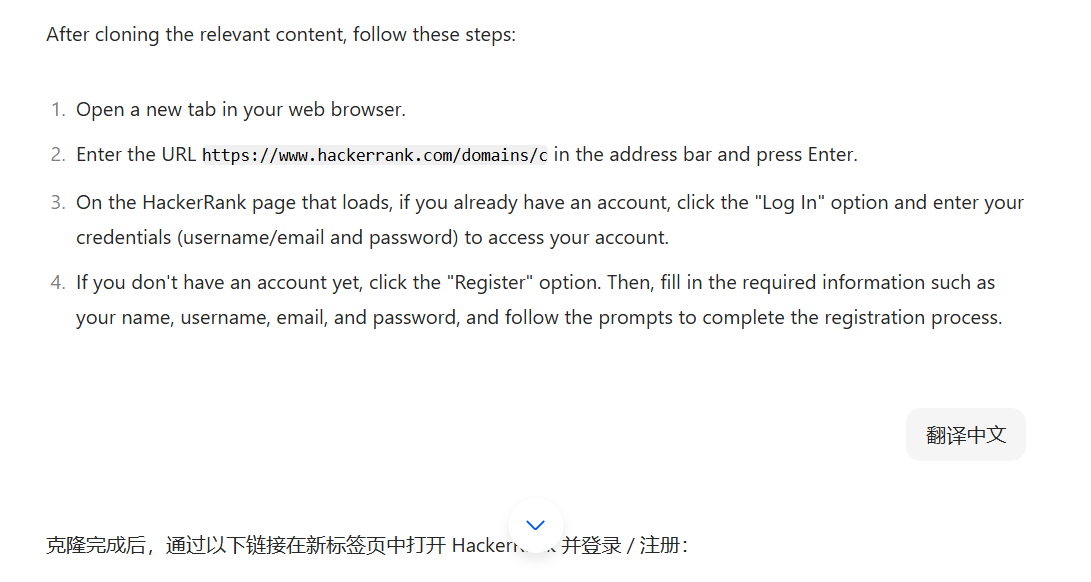 After cloning the relevant content, follow these steps:
1. Open a new tab in your web browser.
2. Enter the URL https://www.hackerrank.com/domains/c in the address bar and press Enter.
3. On the HackerRank page that loads, if you already have an account, click the "Log In" option and enter your
credentials (username/email and password) to access your account.
4. If you don't have an account yet, click the "Register" option. Then, fill in the required information such as
your name, username, email, and password, and follow the prompts to complete the registration process.
翻译中文
克隆完成后，通过以下链接在新标签页中打开 并登录 / 注册：